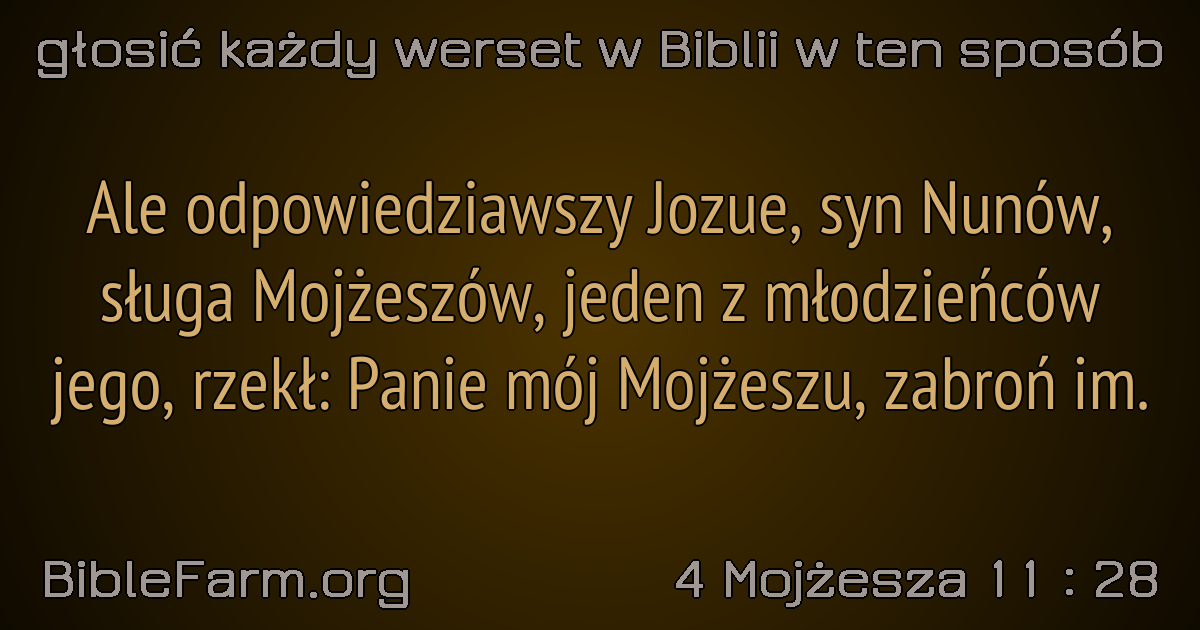 głosić każdy werset w Biblii w ten sposób
Ale odpowiedziawszy Jozue, syn Nunów,
sługa Mojżeszów, jeden z młodzieńców
jego, rzekł: Panie mój Mojżeszu, zabroń im.
BibleFarm.org
4 Mojżesza 11 : 28